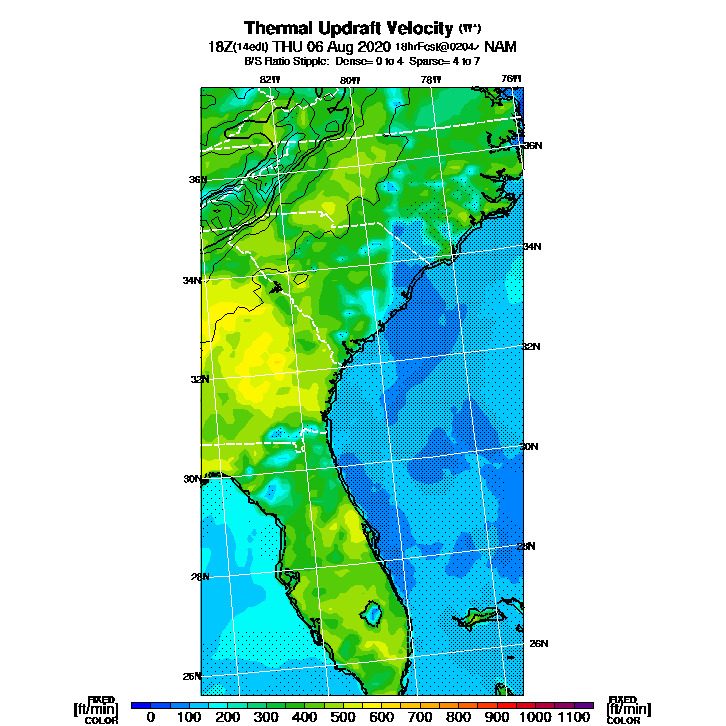 Thermal Updraft Velocity (W*)
18Z(14edt) THU 06 Aug 2020 18hrFcst@0204z NAM
B/S Ratio Stipple: Dense= 0 to 4 Sparse= 4 to 7
82W 80W 78W 76W
36N
36N
34N
34N
32N
32N
30N
30N
28N
28N
26N
26N
FIXED FIXED
[ft/min] 0 100 200 300 400 500 600 700 800 900 1000 1100 [ft/min]
COLOR COLOR